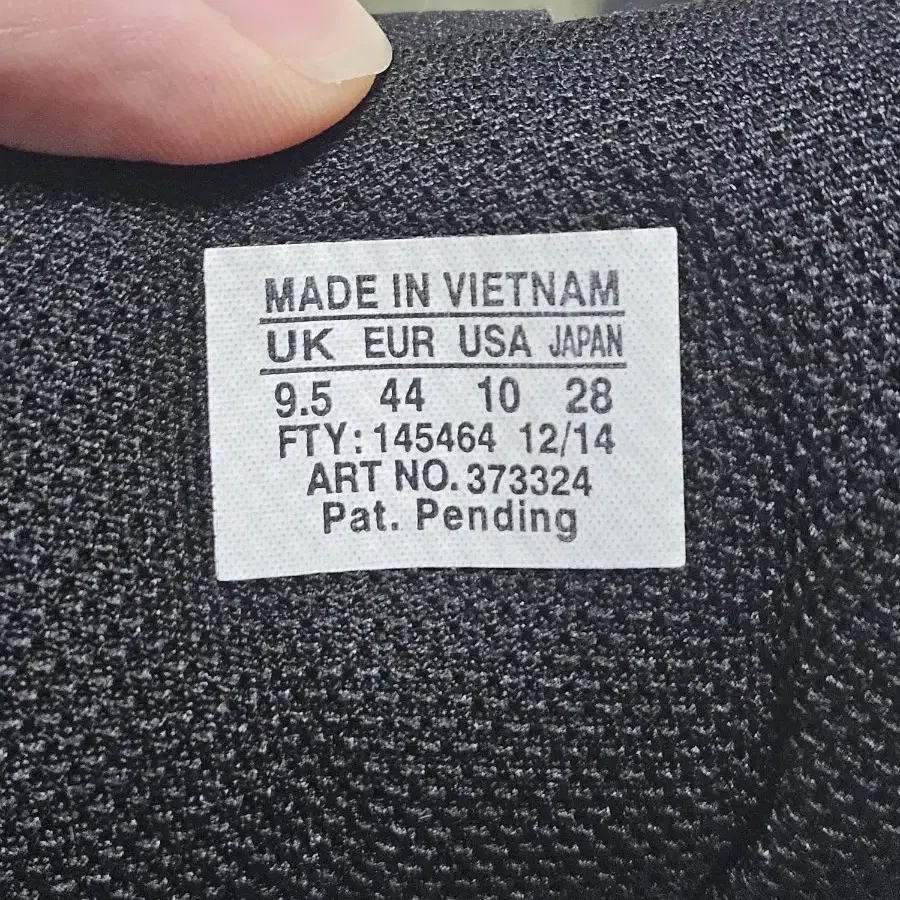 MADE IN VIETNAM
UK EUR USA JAPAN
9.5 44 10 28
FTY: 145464 12/14
ART NO. 373324
Pat. Pending